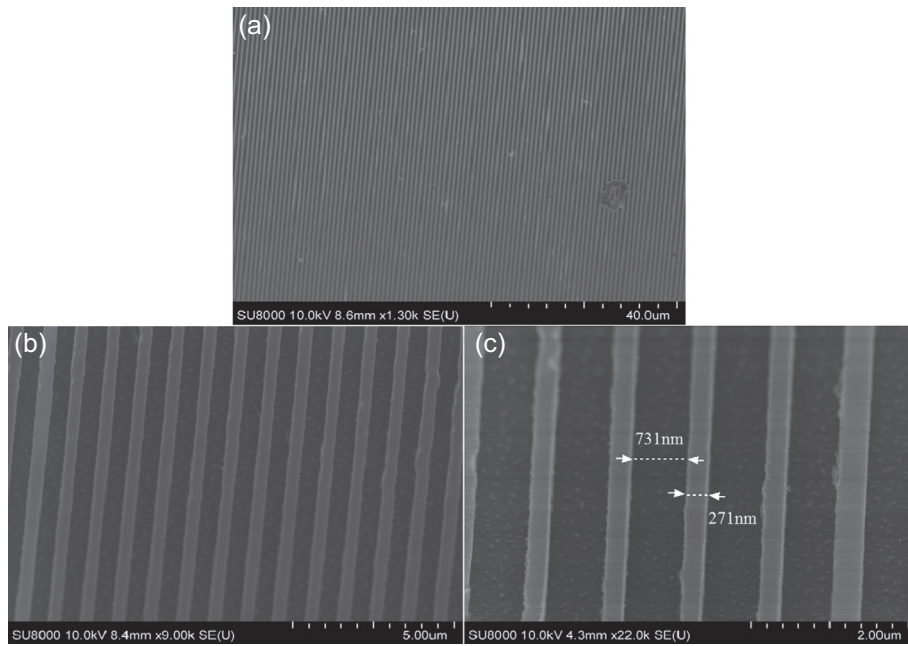 (a)
SU8000 10.0kV 8.6mm x1.30k SE(U) 40.0um
(b)
(c)
731nm
271nm
SU8000 10.0kV 8.4mm x9.00k SE(U) 5.00um
SU8000 10.0kV 4.3mm x22.0k SE(U) 2.00um